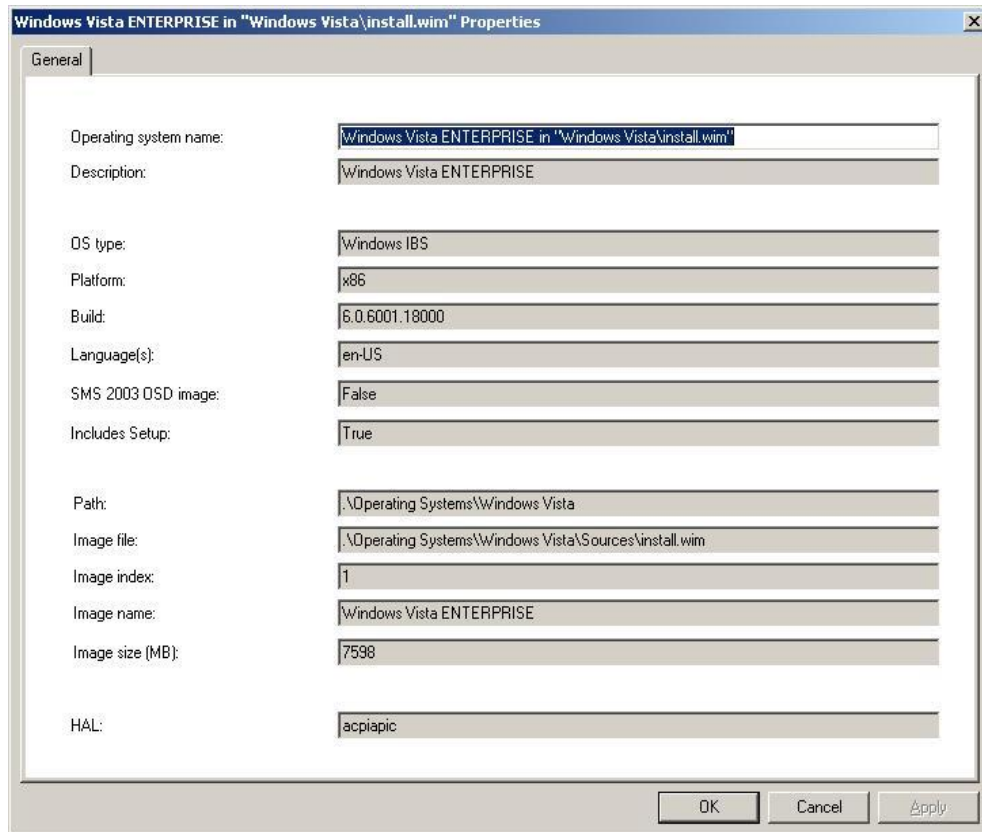 Windows Vista ENTERPRISE in "Windows Vista\install.wim" Properties
General
Operating system name: Windows Vista ENTERPRISE in "Windows Vista\install.wim"
Description: Windows Vista ENTERPRISE
OS type: Windows IBS
Platform: x86
Build: 6.0.6001.18000
Language(s): en-US
SMS 2003 OSD image: False
Includes Setup: True
Path: .\Operating Systems\Windows Vista
Image file: .\Operating Systems\Windows Vista\Sources\install.wim
Image index: 1
Image name: Windows Vista ENTERPRISE
Image size (MB): 7598
HAL: acpiapic
OK Cancel Apply